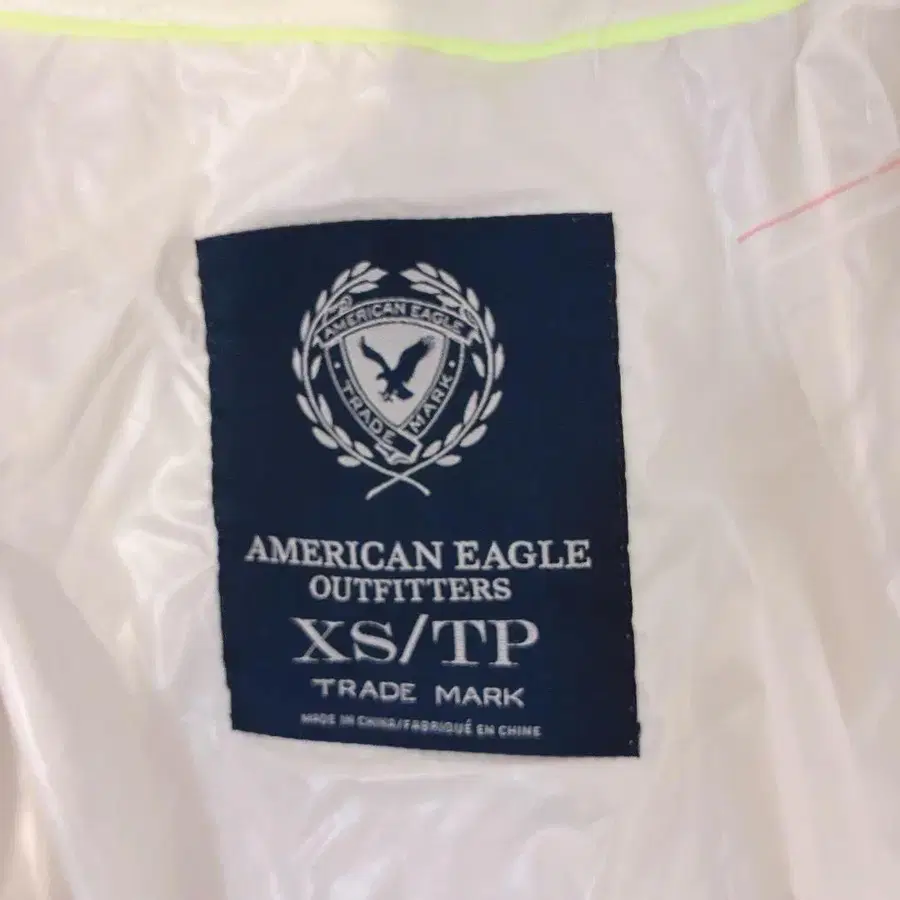 AMERICAN EAGLE
TRADE MARK
AMERICAN EAGLE
OUTFITTERS
XS/TP
TRADE MARK
MADE IN CHINA/FABRIQUÉ EN CHINE